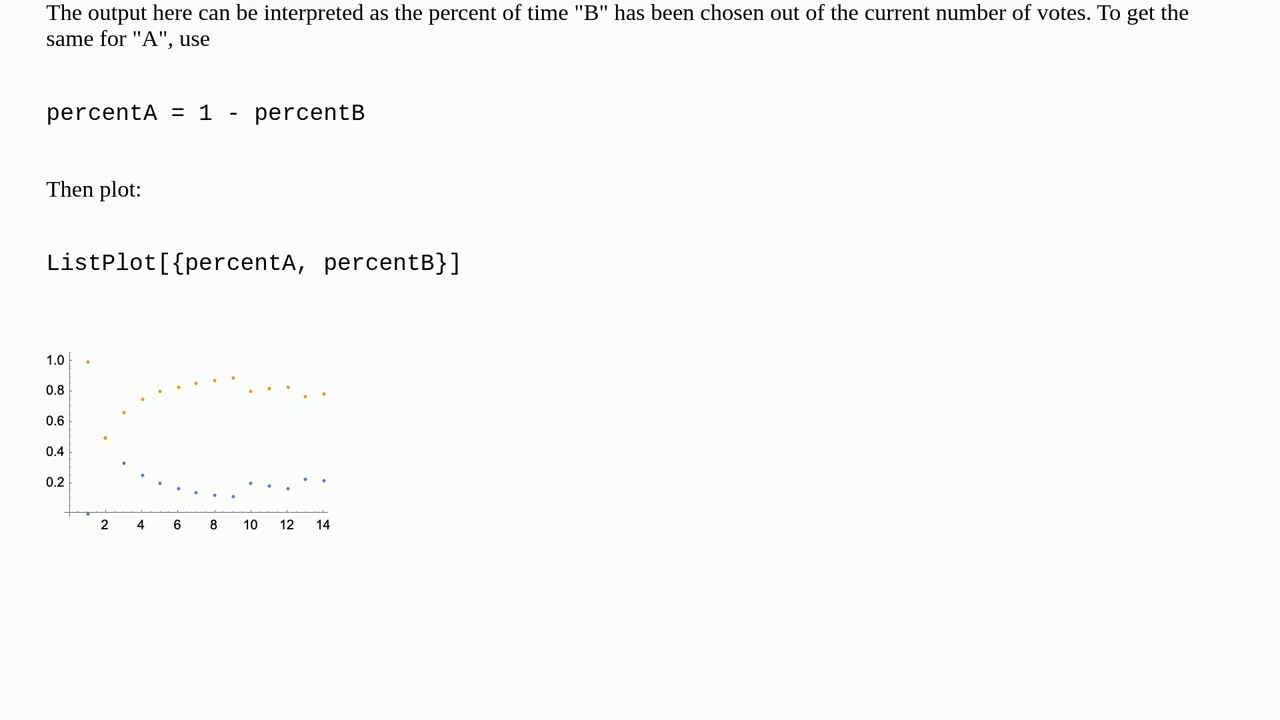 The output here can be interpreted as the percent of time "B" has been chosen out of the current number of votes. To get the
same for "A", use
percentA = 1 - percentB
Then plot:
ListPlot[{percentA, percentB}]
1.0
0.8
0.6
0.4
0.2
2 4 6 8 10 12 14